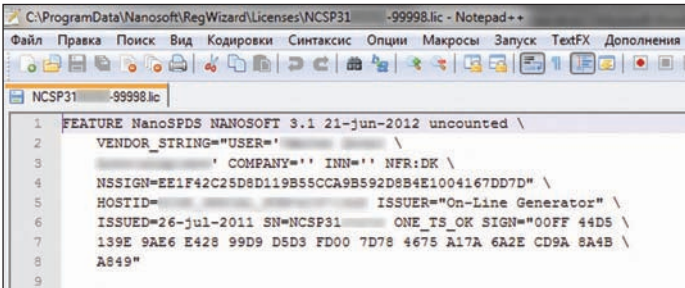 C:\ProgramData\Nanosoft\RegWizard\Licenses\NCSP31 -99998.lic - Notepad++
Файл Правка Поиск Вид Кодировки Синтаксис Опции Макросы Запуск TextFX Дополнения
NCSP31 -99998.lic
1 FEATURE NanoSPDS NANOSOFT 3.1 21-jun-2012 uncounted \
2 VENDOR_STRING="USER=' \
3 ' COMPANY='' INN='' NFR:DK \
4 NSSIGN=EE1F42C25D8D119B55CCA9B592D8B4E1004167DD7D" \
5 HOSTID= ISSUER="On-Line Generator" \
6 ISSUED=26-jul-2011 SN=NCSP31 ONE_TS_OK SIGN="00FF 44D5 \
7 139E 9AE6 E428 99D9 D5D3 FD00 7D78 4675 A17A 6A2E CD9A 8A4B \
8 A849"
9